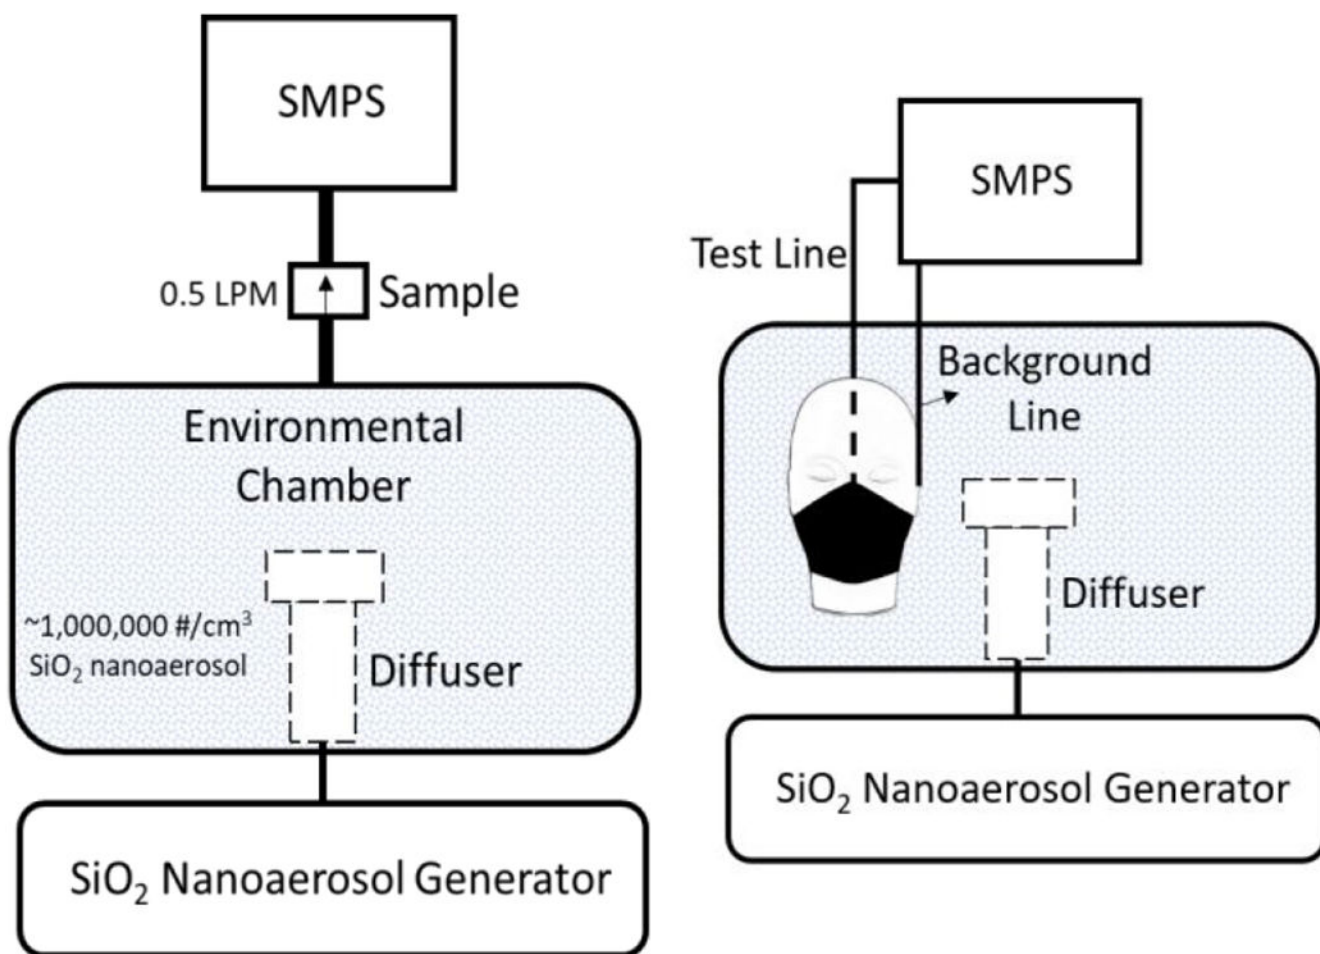 SMPS
0.5 LPM
Sample
Environmental
Chamber
~1,000,000 #/cm³
SiO₂ nanoaerosol
Diffuser
SiO₂ Nanoaerosol Generator
SMPS
Test Line
Background
Line
Diffuser
SiO₂ Nanoaerosol Generator